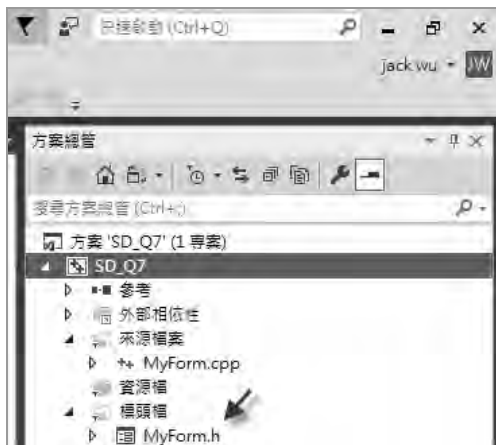 快速啟動 (Ctrl+Q)
jack wu
JW
方案總管
搜尋方案總管 (Ctrl+;)
方案 'SD_Q7' (1 專案)
SD_Q7
參考
外部相依性
來源檔案
++ MyForm.cpp
資源檔
標頭檔
MyForm.h